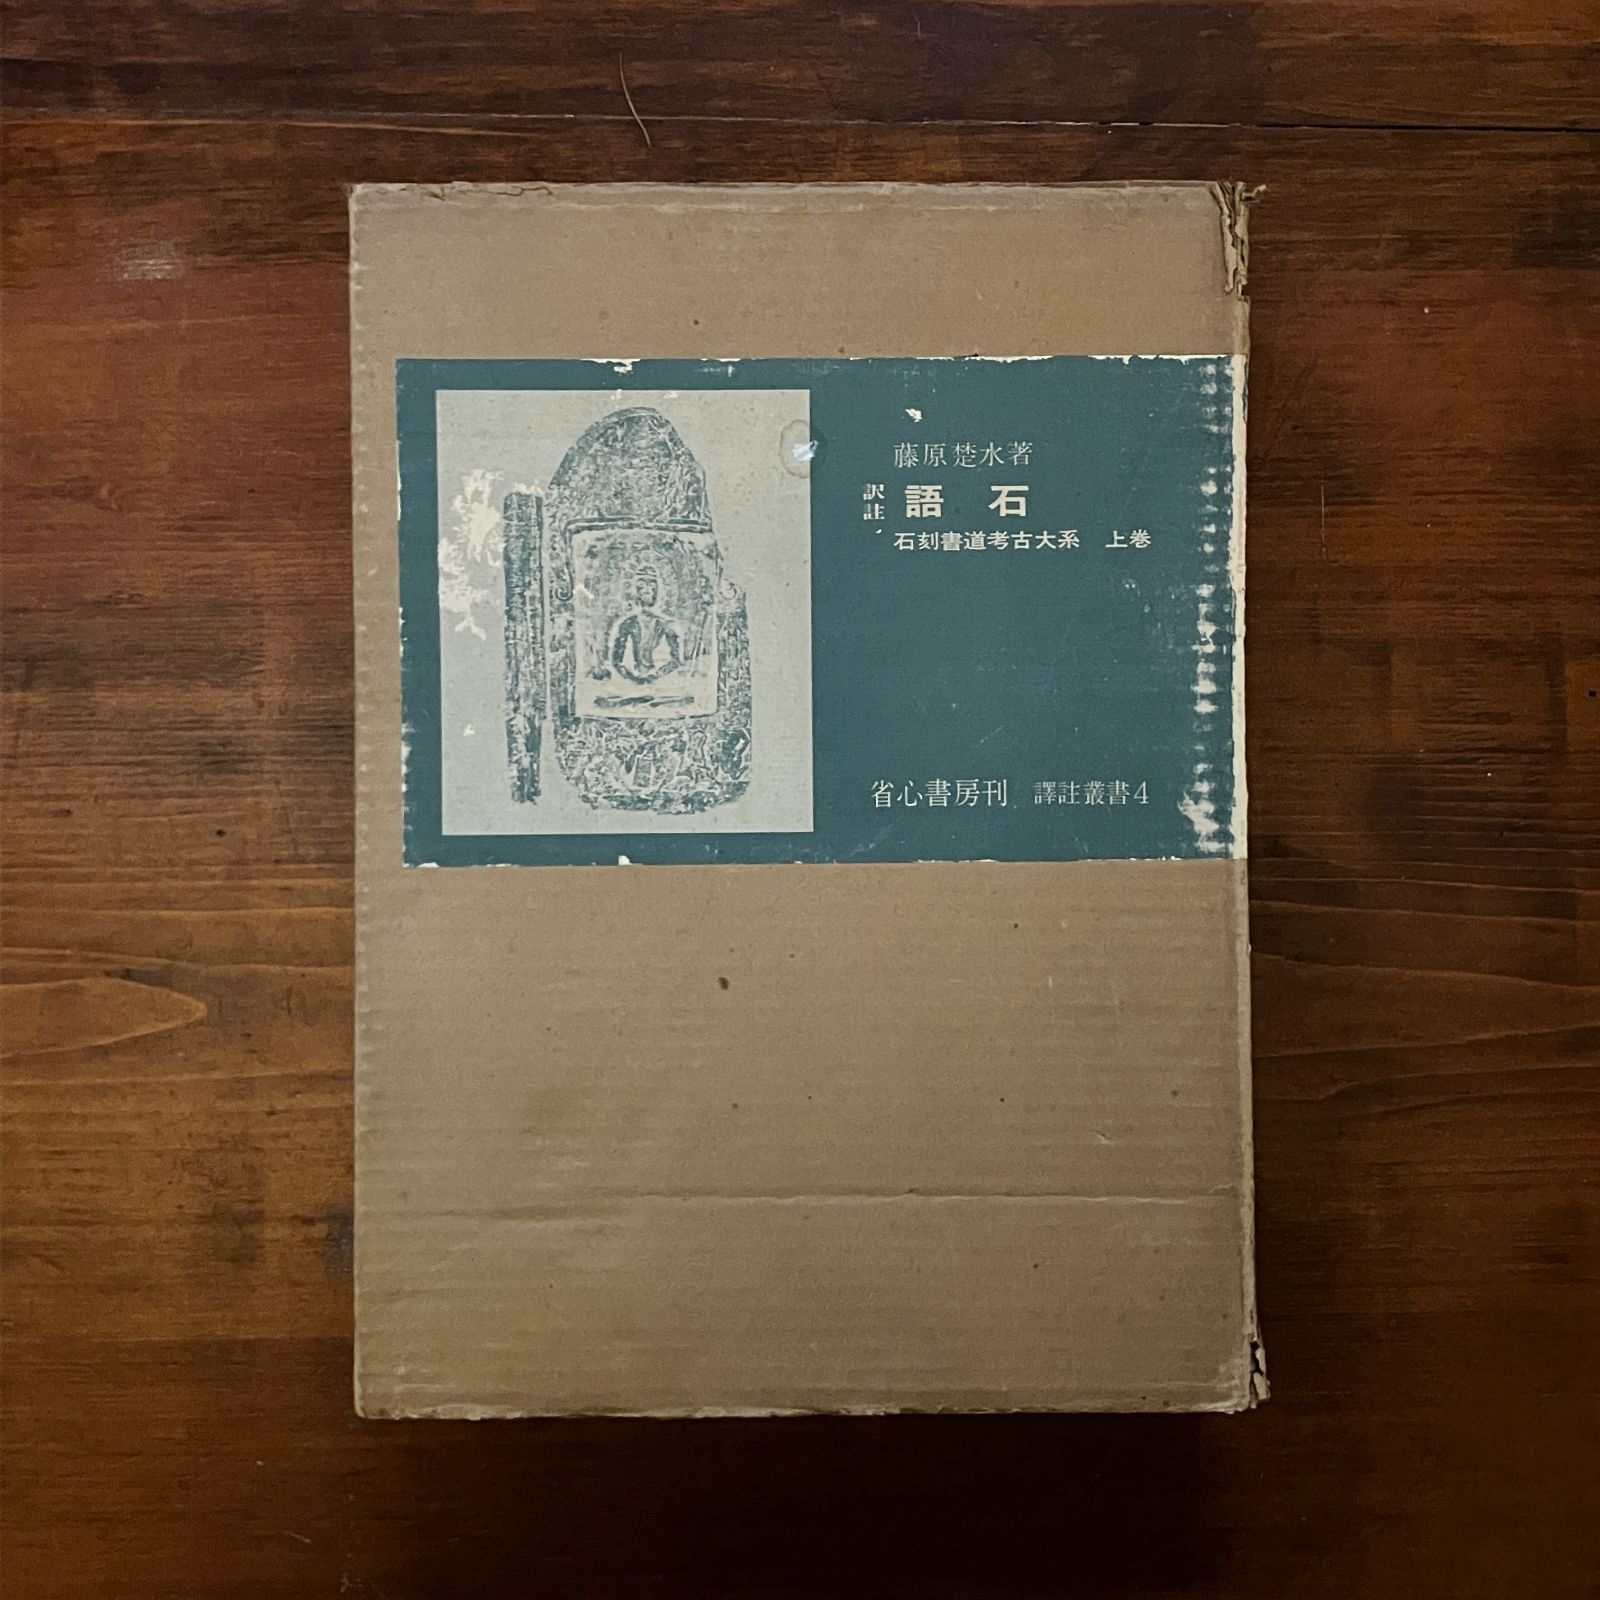 藤原楚水著
訳註 語石
石刻書道考古大系 上巻
省心書房刊 譯註叢書4